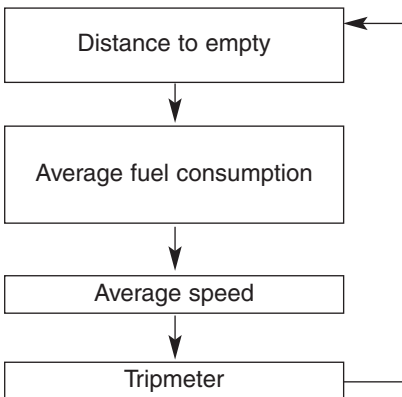 Distance to empty
Average fuel consumption
Average speed
Tripmeter